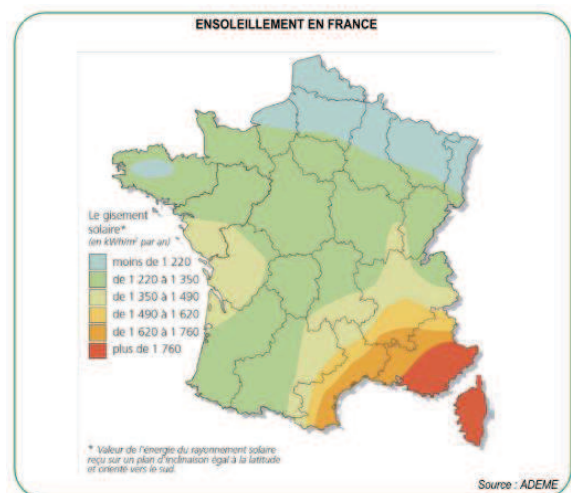 ENSOLEILLEMENT EN FRANCE
Le gisement
solaire*
(en kWh/m² par an)
moins de 1 220
de 1 220 à 1 350
de 1 350 à 1 490
de 1 490 à 1 620
de 1 620 à 1 760
plus de 1 760
* Valeur de l'énergie du rayonnement solaire
reçu sur un plan d'inclinaison égal à la latitude
et orienté vers le sud.
Source : ADEME